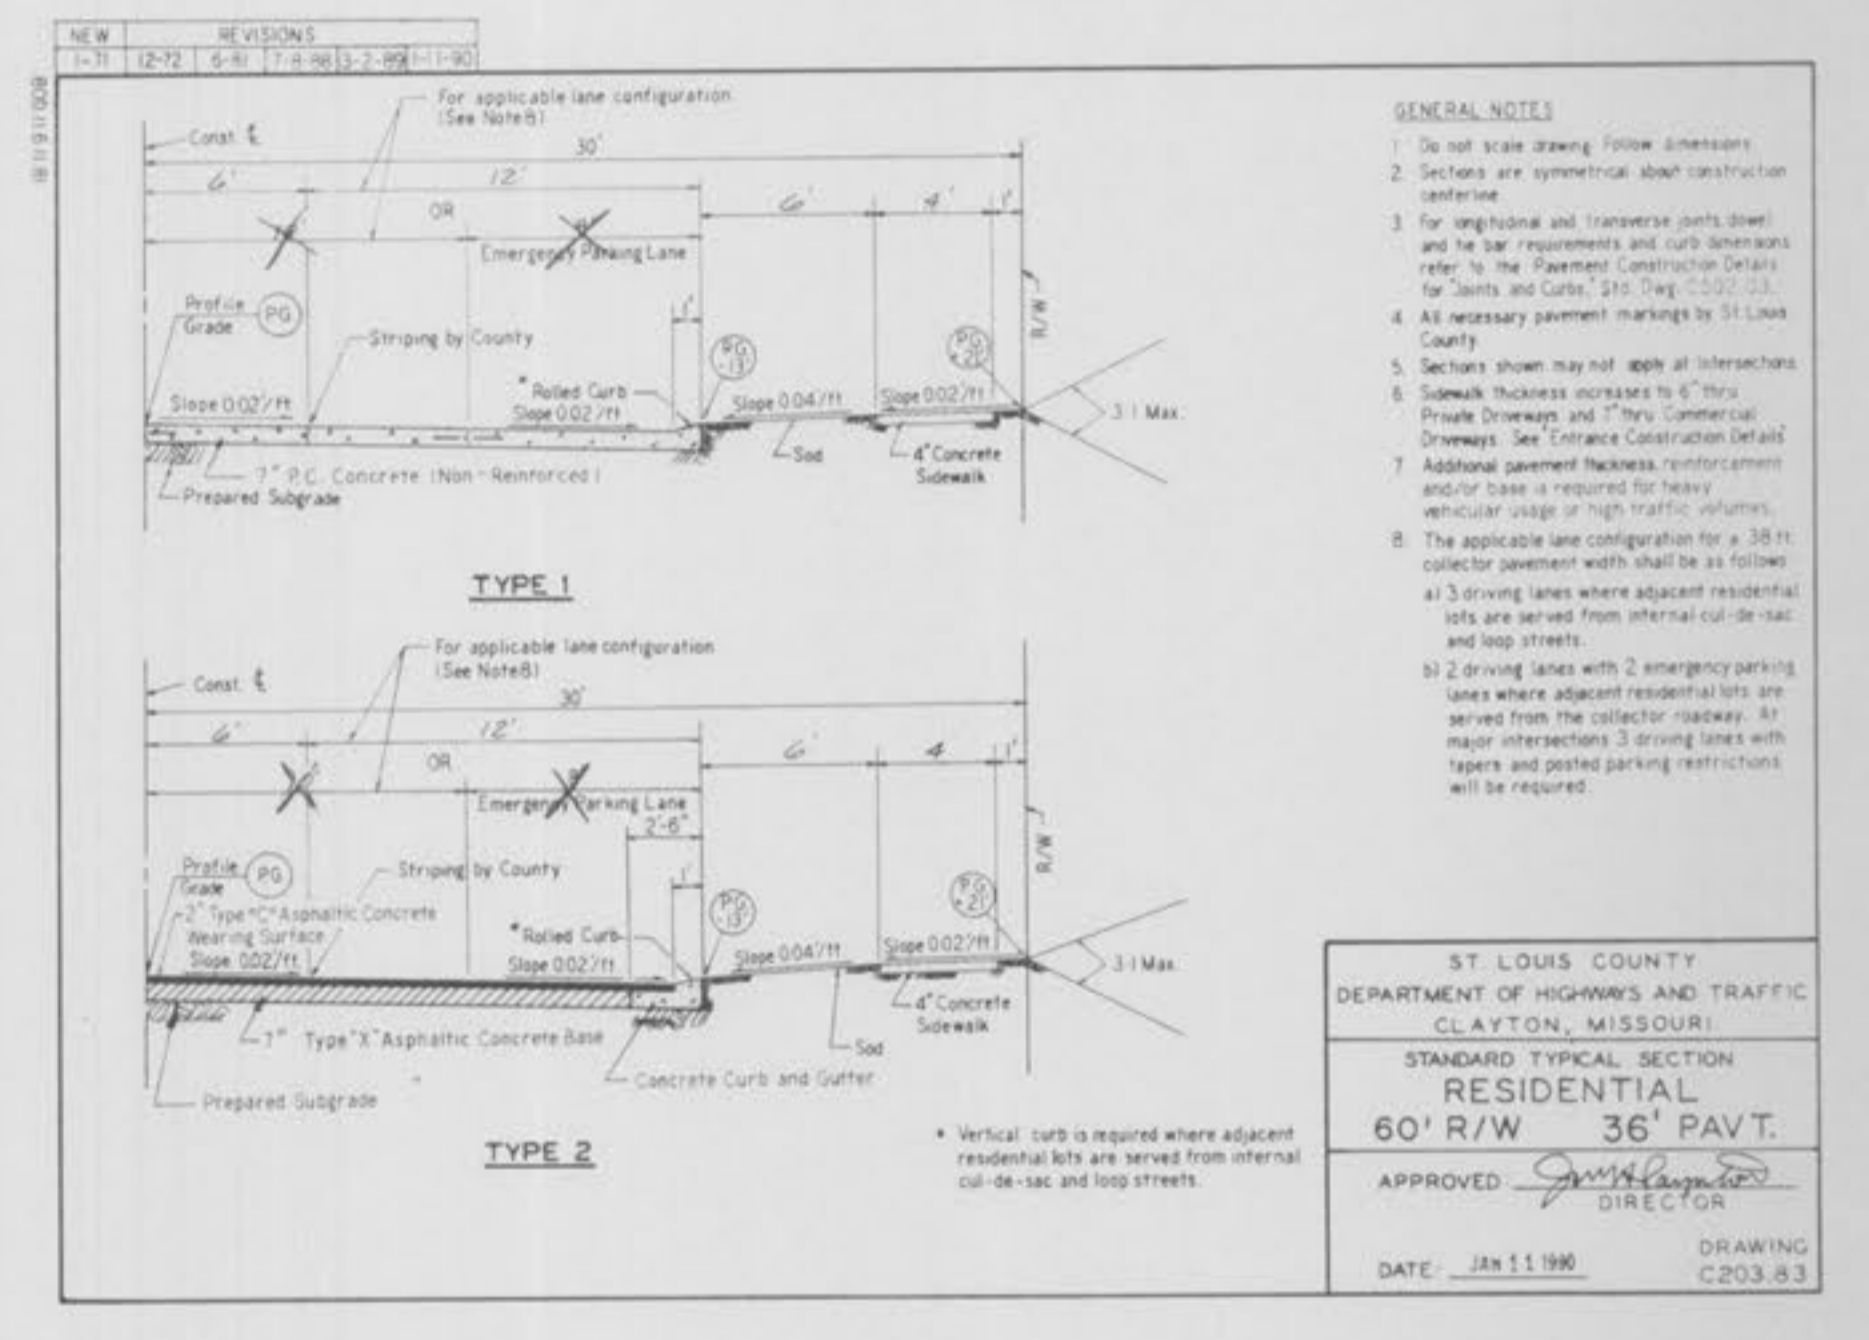 NEW REVISIONS
1-71 12-72 6-81 7-8-88 3-2-89 1-11-90
For applicable lane configuration
(See Note 8)
Const. ℄
30'
6' 12'
6' 4' 1'
OR
Emergency Parking Lane
R/W
Profile
Grade
PG
1'
Striping by County
PG
-.13'
PG
+.21'
* Rolled Curb
Slope 0.02'/ft
Slope 0.02'/ft
Slope 0.04'/ft
Slope 0.02'/ft
3:1 Max.
Sod
4" Concrete
Sidewalk
7" P.C. Concrete (Non-Reinforced)
Prepared Subgrade
TYPE 1
For applicable lane configuration
(See Note 8)
Const. ℄
30'
6' 12'
6' 4 1'
OR
Emergency Parking Lane
2'-6"
R/W
Profile
Grade
PG
Striping by County
1'
PG
-.13'
PG
+.21'
2" Type "C" Asphaltic Concrete
Wearing Surface
* Rolled Curb
Slope 0.02'/ft
Slope 0.02'/ft
Slope 0.04'/ft
Slope 0.02'/ft
3:1 Max.
4" Concrete
Sidewalk
7" Type "X" Asphaltic Concrete Base
Sod
Concrete Curb and Gutter
Prepared Subgrade
TYPE 2
* Vertical curb is required where adjacent
residential lots are served from internal
cul-de-sac and loop streets.
GENERAL NOTES
1. Do not scale drawing. Follow dimensions.
2. Sections are symmetrical about construction
centerline.
3. For longitudinal and transverse joints, dowel
and tie bar requirements and curb dimensions
refer to the Pavement Construction Details
for "Joints and Curbs," Std. Dwg.
4. All necessary pavement markings by St. Louis
County.
5. Sections shown may not apply at intersections.
6. Sidewalk thickness increases to 6" thru
Private Driveways and 7" thru Commercial
Driveways. See "Entrance Construction Details"
7. Additional pavement thickness, reinforcement
and/or base is required for heavy
vehicular usage or high traffic volumes.
8. The applicable lane configuration for a 38 ft.
collector pavement width shall be as follows
a) 3 driving lanes where adjacent residential
lots are served from internal cul-de-sac
and loop streets.
b) 2 driving lanes with 2 emergency parking
lanes where adjacent residential lots are
served from the collector roadway. At
major intersections 3 driving lanes with
tapers and posted parking restrictions
will be required.
ST. LOUIS COUNTY
DEPARTMENT OF HIGHWAYS AND TRAFFIC
CLAYTON, MISSOURI
STANDARD TYPICAL SECTION
RESIDENTIAL
60' R/W 36' PAVT.
APPROVED
DIRECTOR
DATE: JAN 11 1990
DRAWING
C203.83